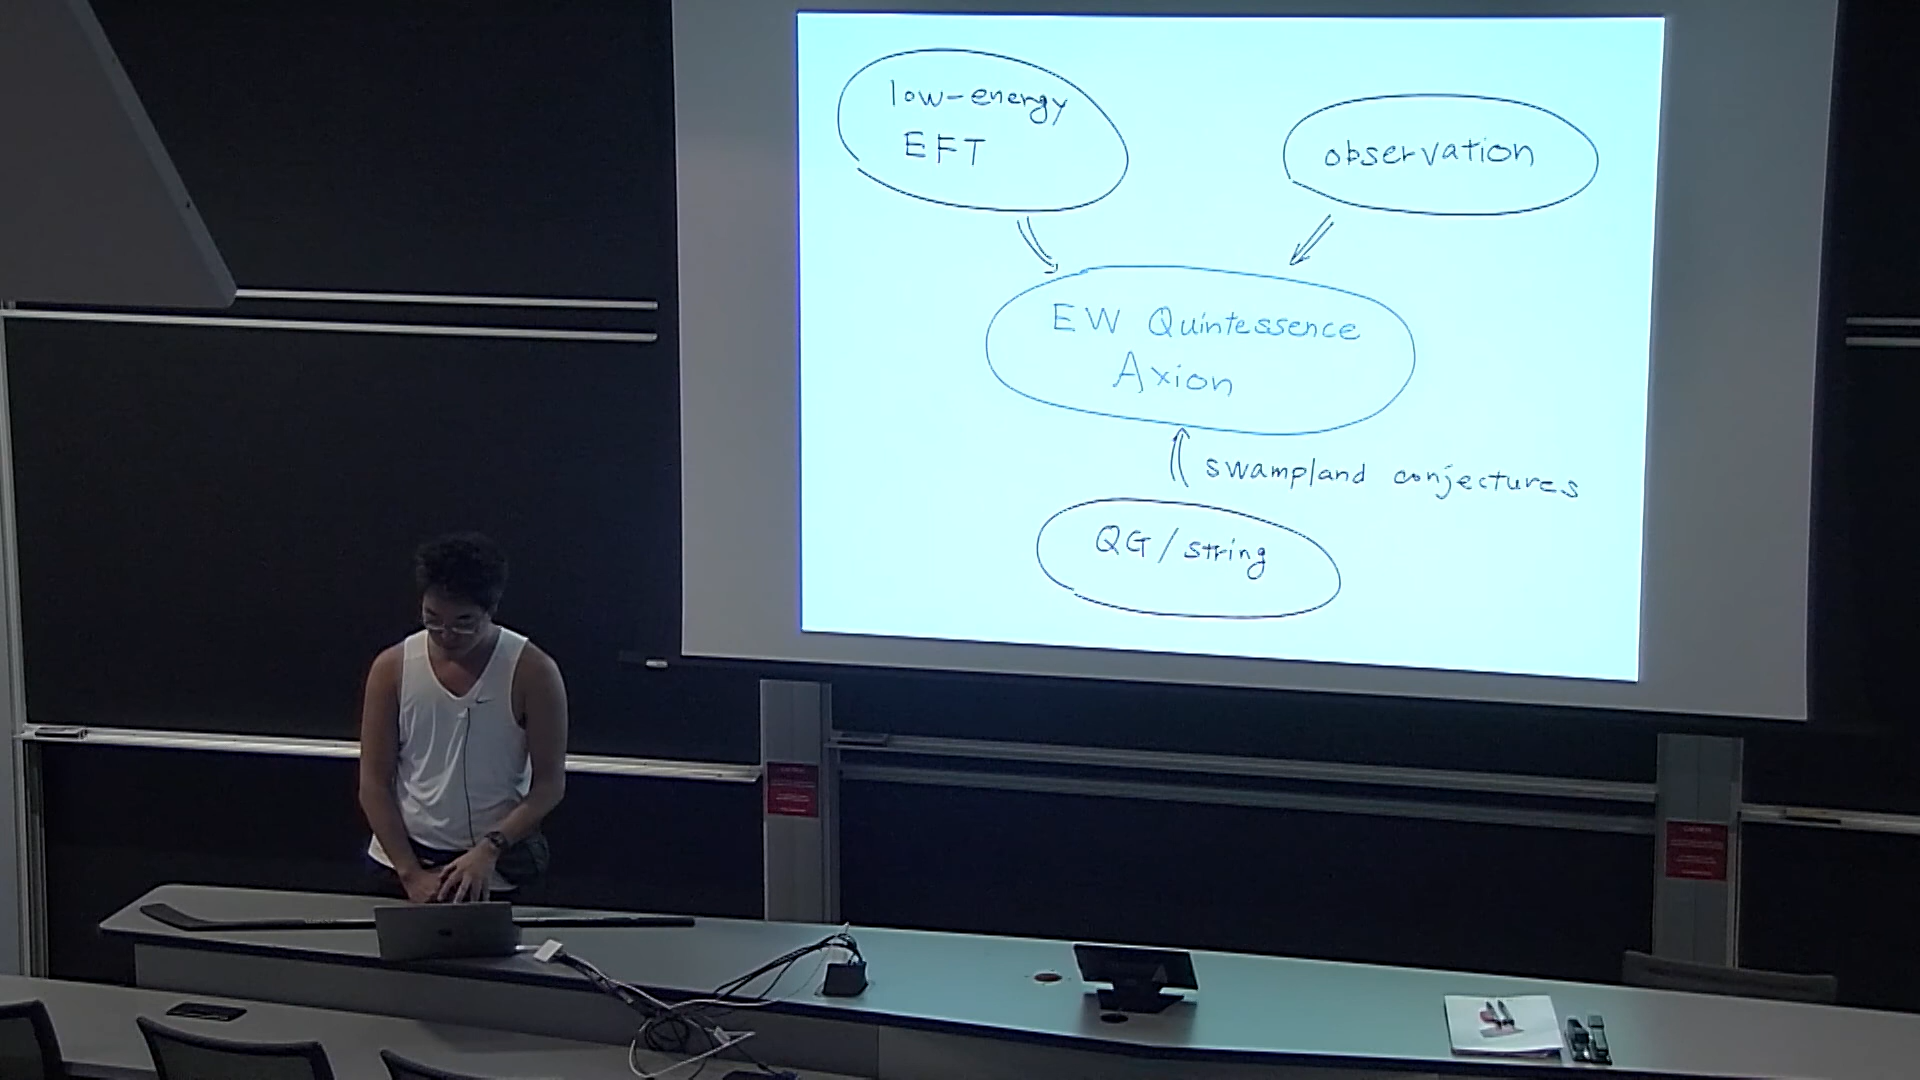 low-energy
EFT
observation
EW Quintessence
Axion
swampland conjectures
QG/string